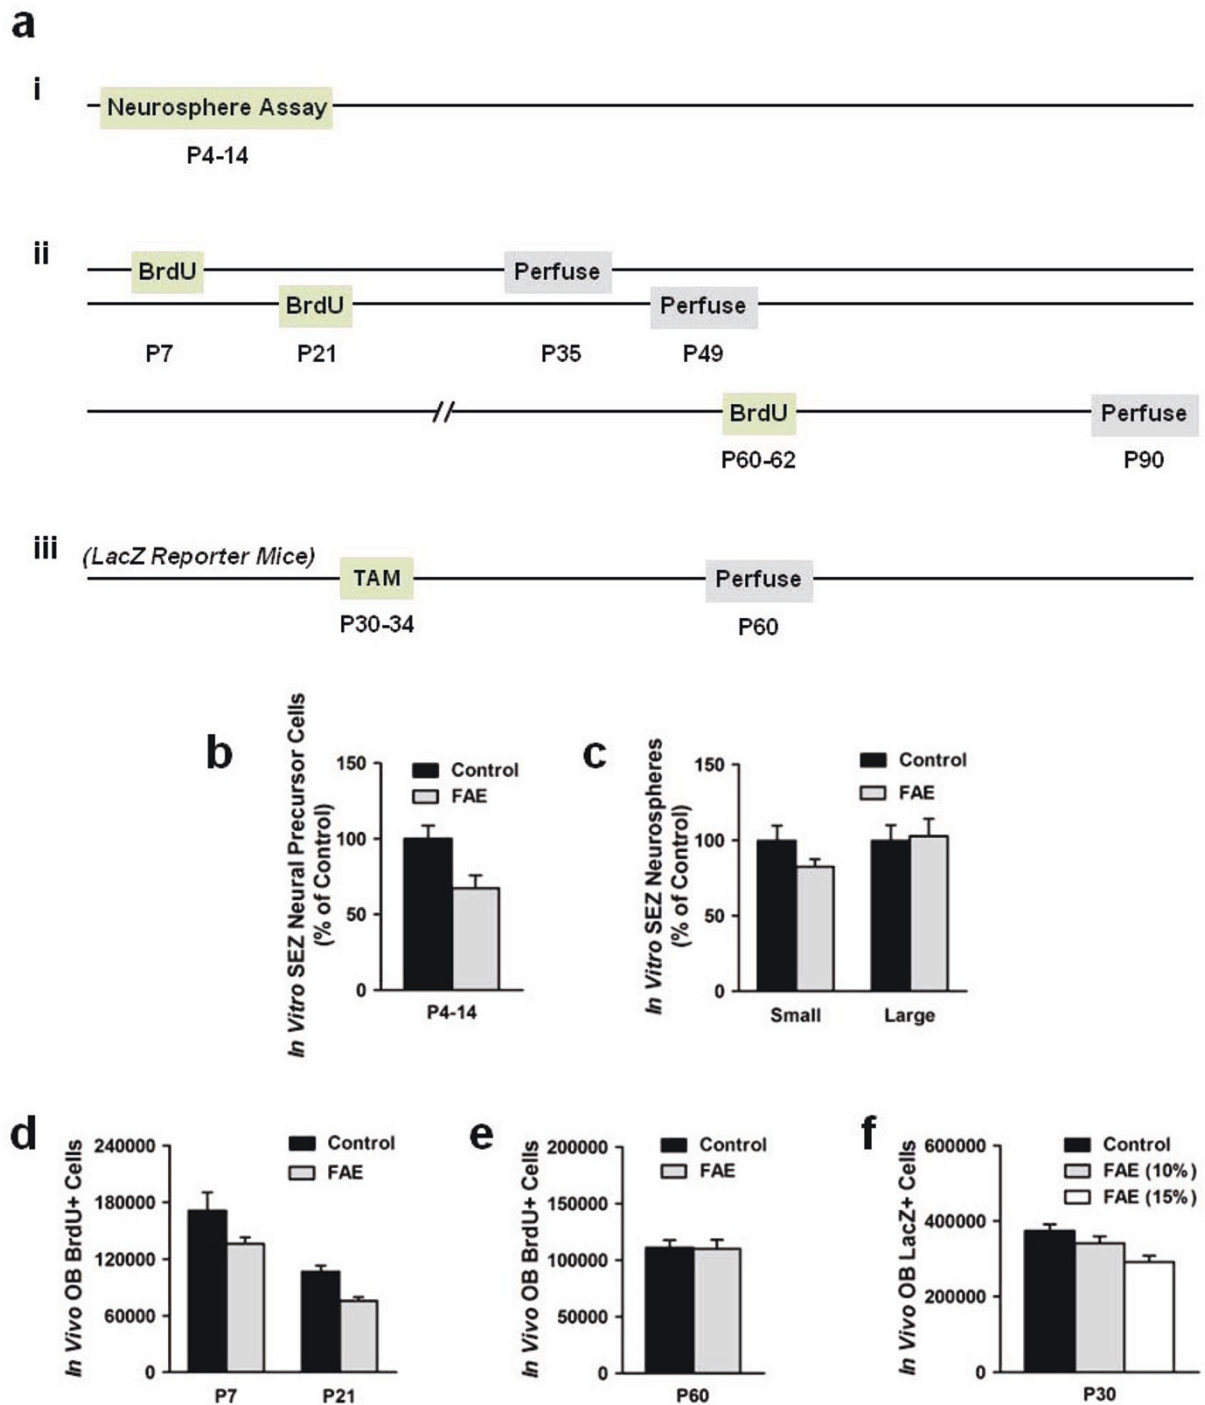 a
i
Neurosphere Assay
P4-14
ii
BrdU
Perfuse
BrdU
Perfuse
P7
P21
P35
P49
//
BrdU
Perfuse
P60-62
P90
iii
(LacZ Reporter Mice)
TAM
Perfuse
P30-34
P60
b
In Vitro SEZ Neural Precursor Cells
(% of Control)
150
100
50
0
Control
FAE
P4-14
c
In Vitro SEZ Neurospheres
(% of Control)
150
100
50
0
Control
FAE
Small
Large
d
In Vivo OB BrdU+ Cells
240000
180000
120000
60000
0
Control
FAE
P7
P21
e
In Vivo OB BrdU+ Cells
200000
150000
100000
50000
0
Control
FAE
P60
f
In Vivo OB LacZ+ Cells
600000
400000
200000
0
Control
FAE (10%)
FAE (15%)
P30